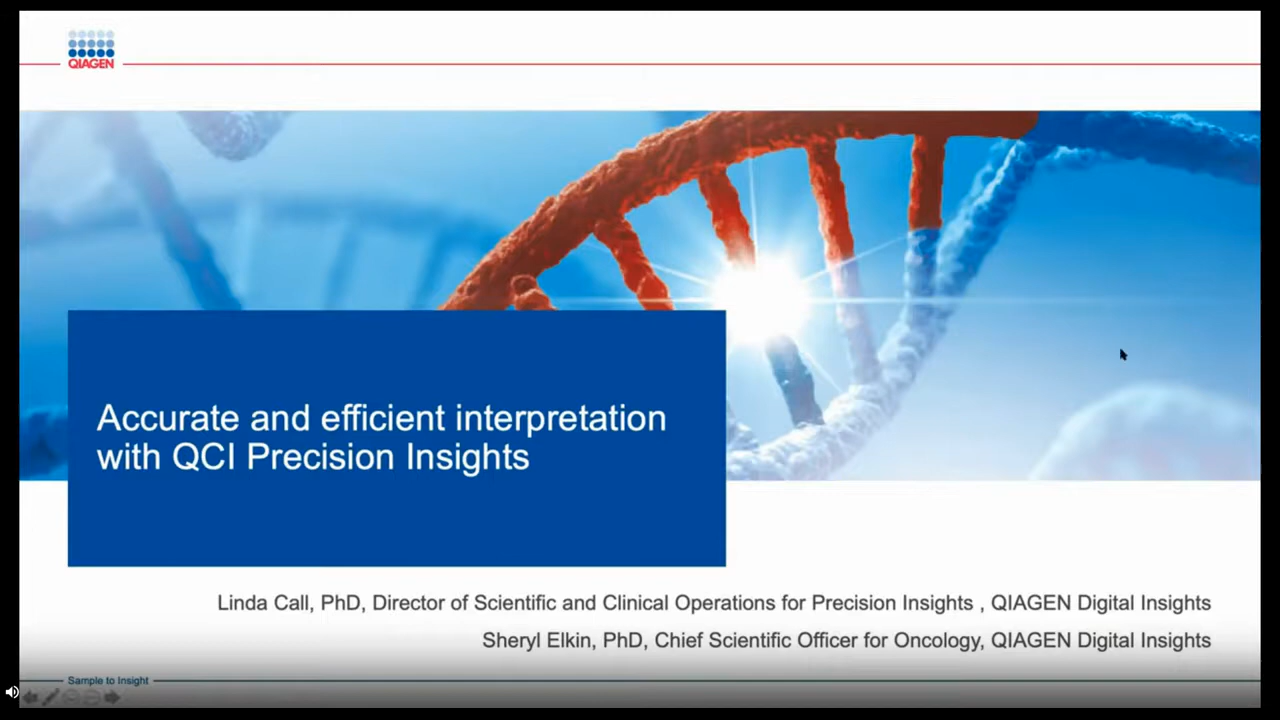 QIAGEN
Accurate and efficient interpretation
with QCI Precision Insights
Linda Call, PhD, Director of Scientific and Clinical Operations for Precision Insights , QIAGEN Digital Insights
Sheryl Elkin, PhD, Chief Scientific Officer for Oncology, QIAGEN Digital Insights
Sample to Insight